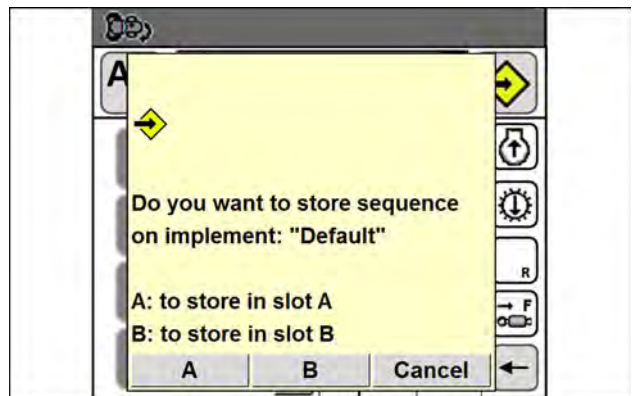 A
Do you want to store sequence
on implement: "Default"
A: to store in slot A
B: to store in slot B
A B Cancel
R
F